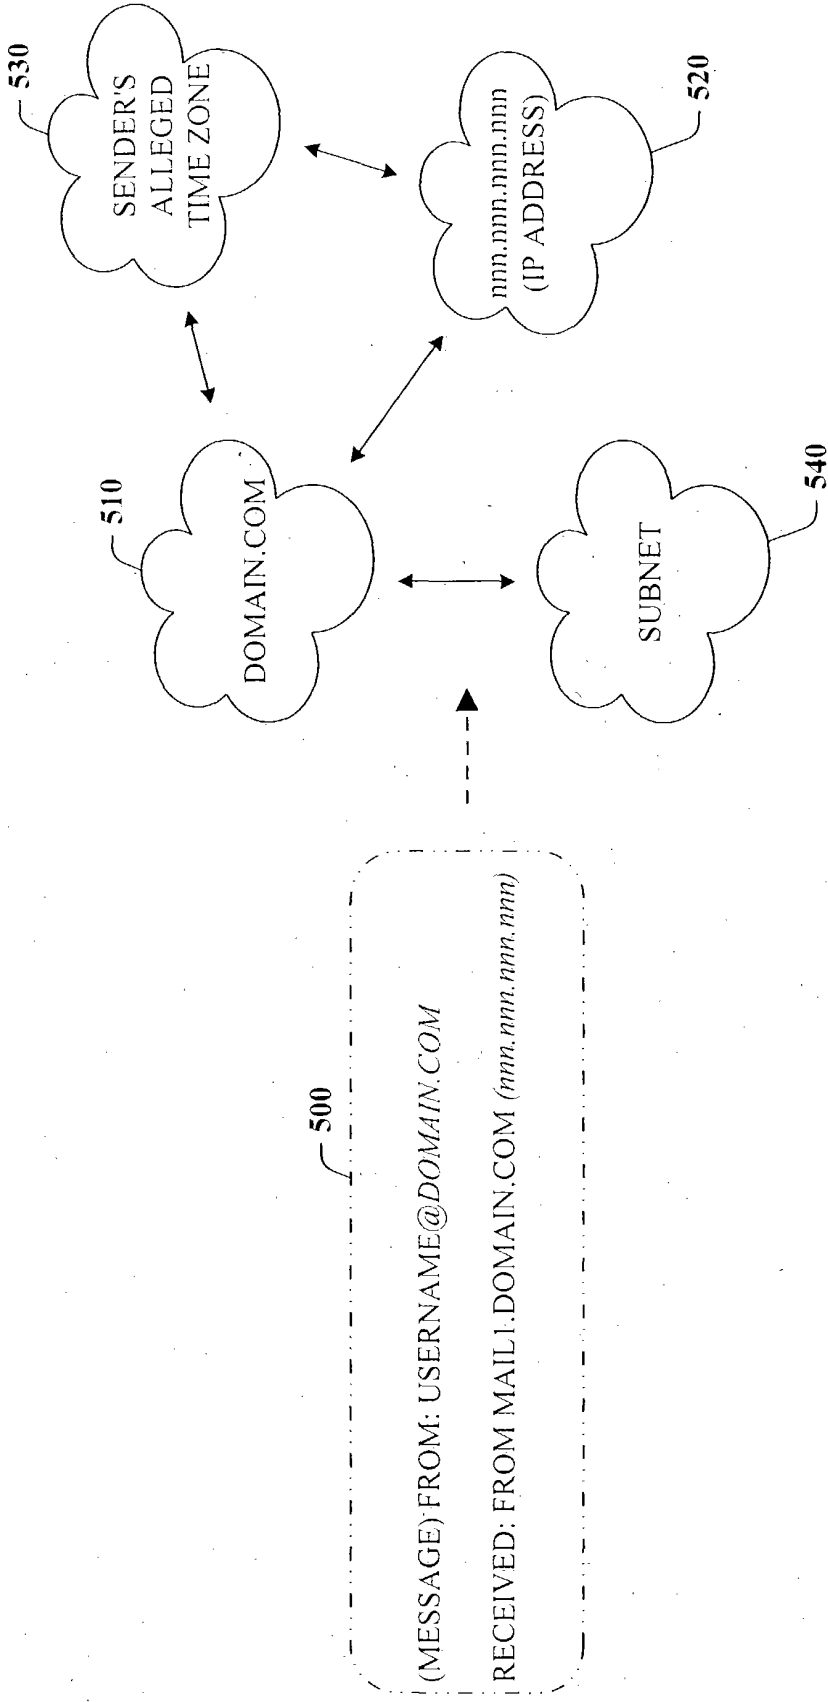 500
(MESSAGE) FROM: USERNAME@DOMAIN.COM
RECEIVED: FROM MAIL1.DOMAIN.COM (nnn.nnn.nnn.nnn)
510
DOMAIN.COM
530
SENDER'S
ALLEGED
TIME ZONE
nnn.nnn.nnn.nnn
(IP ADDRESS)
520
SUBNET
540